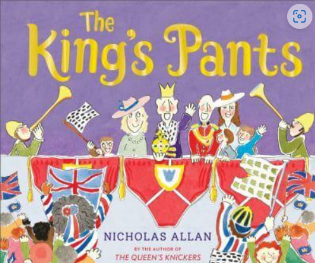 The
King's Pants
NICHOLAS ALLAN
BY THE AUTHOR OF
THE QUEEN'S KNICKERS